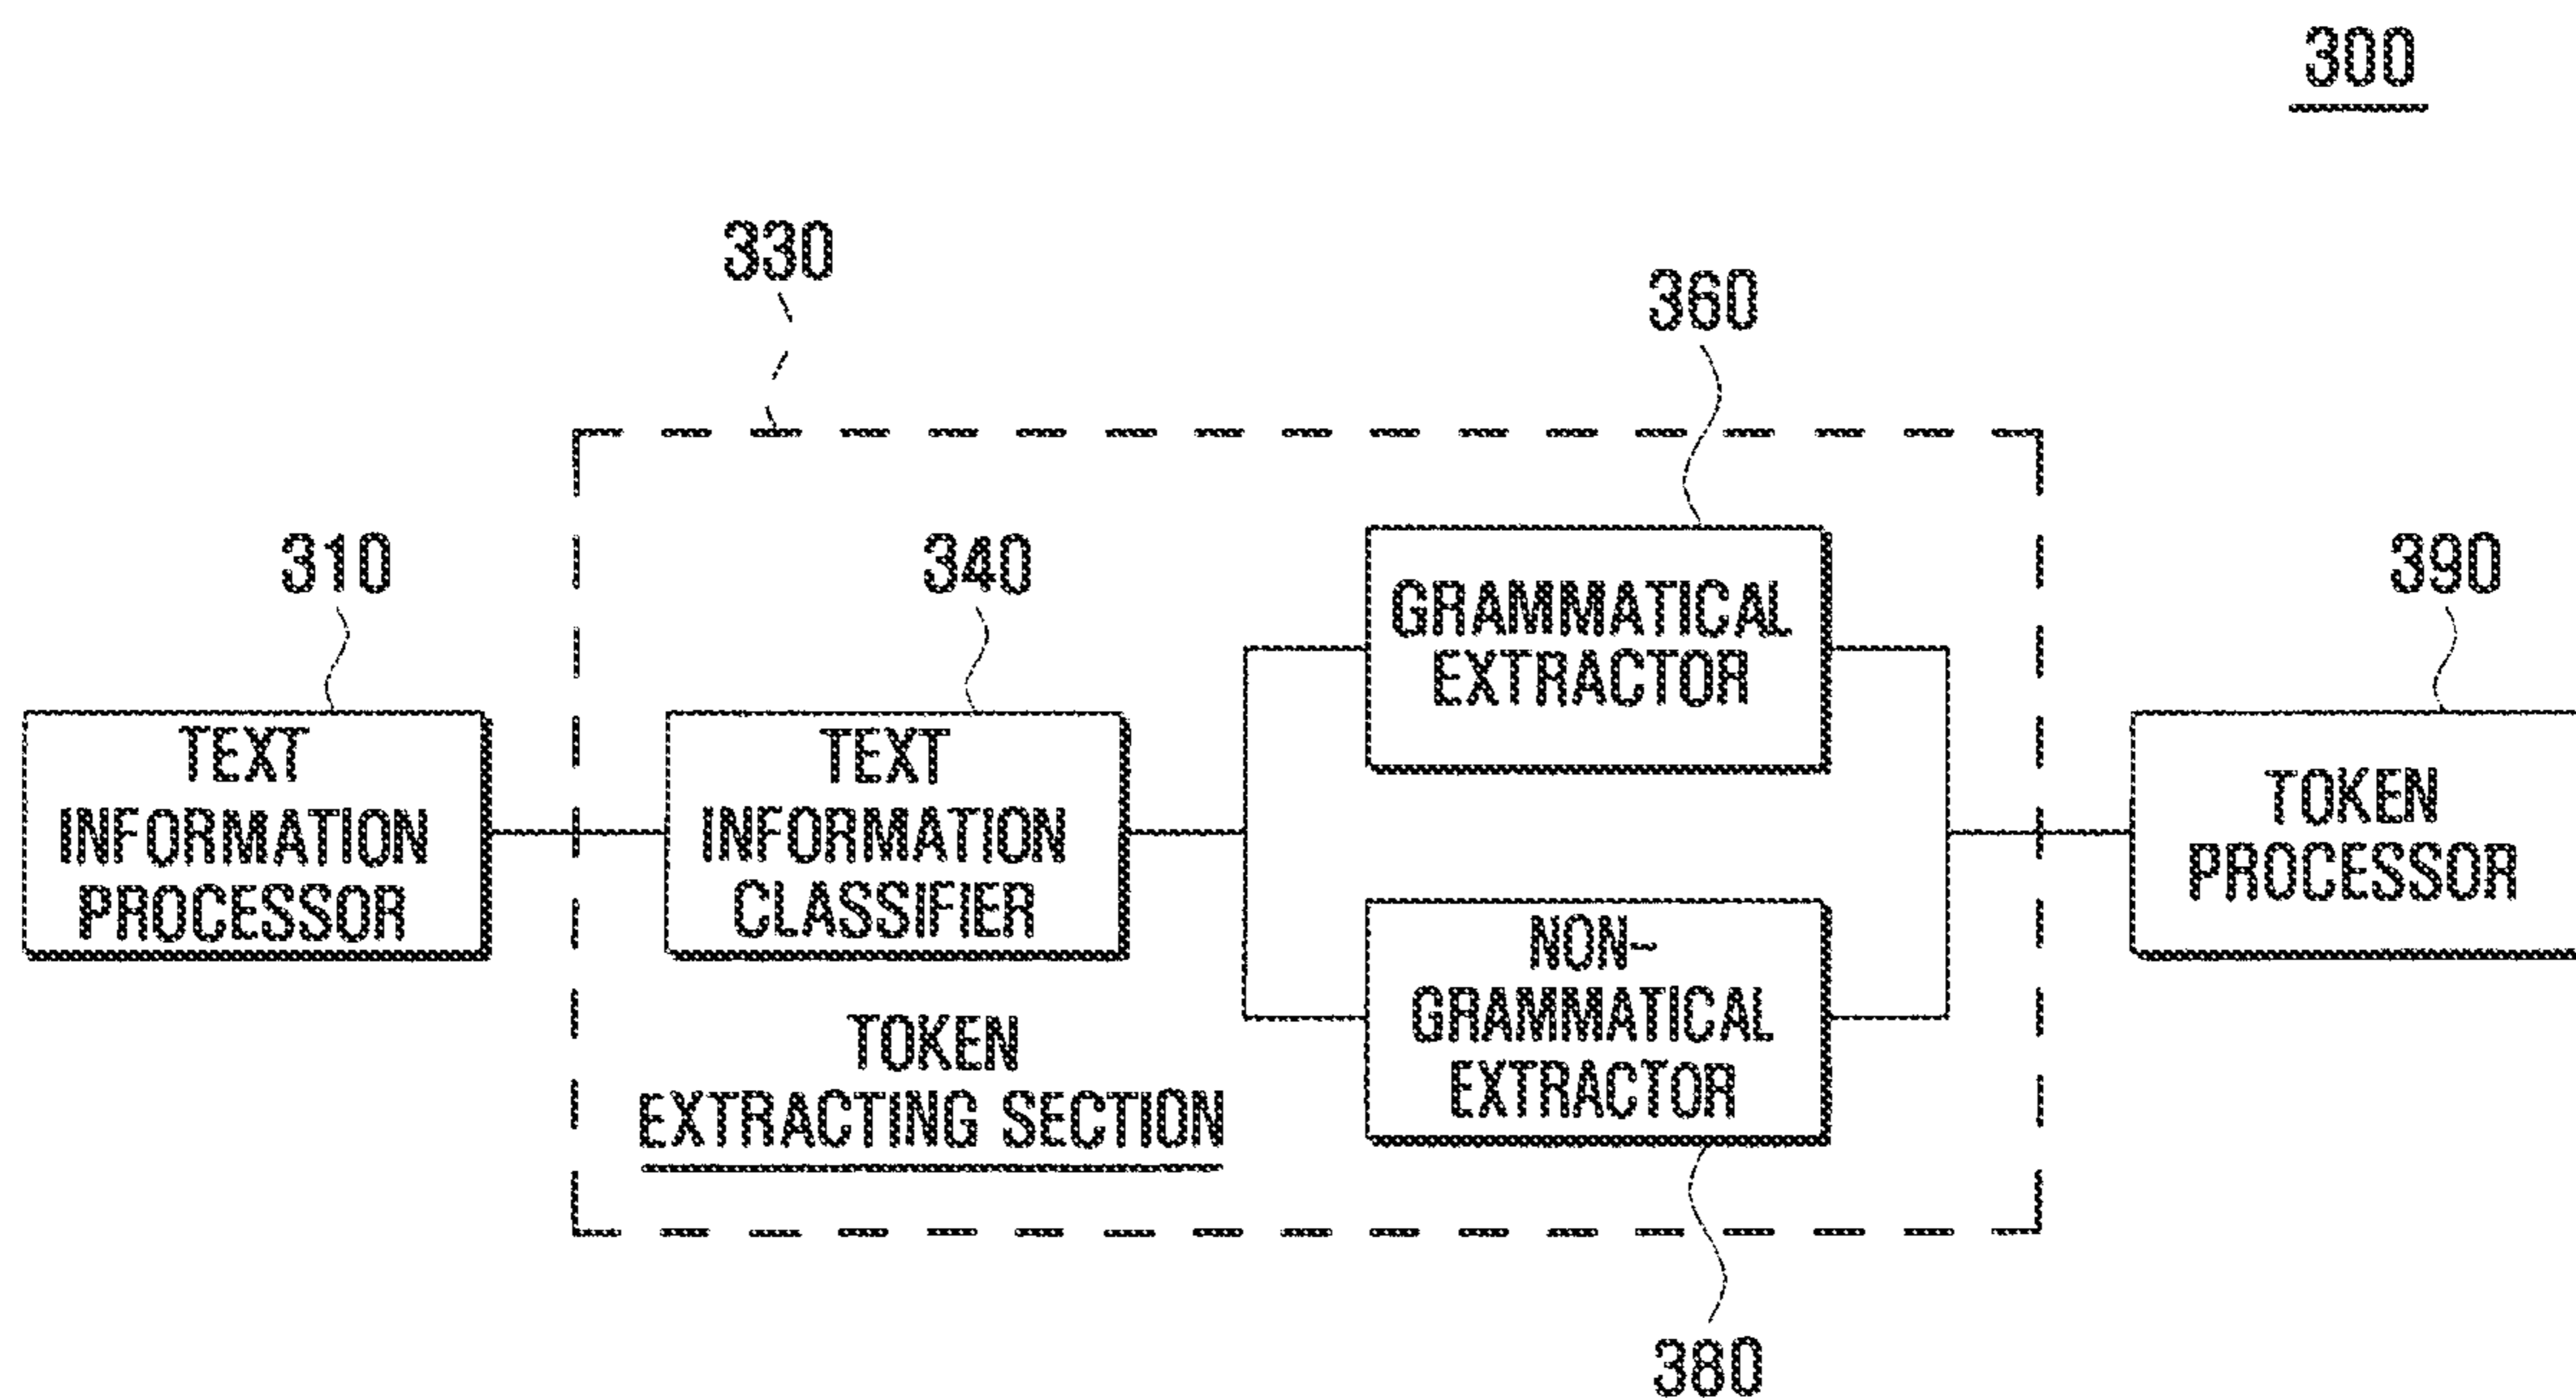 300
330
360
310
340
390
GRAMMATICAL
EXTRACTOR
TEXT
INFORMATION
PROCESSOR
TEXT
INFORMATION
CLASSIFIER
TOKEN
PROCESSOR
NON-
GRAMMATICAL
EXTRACTOR
TOKEN
EXTRACTING SECTION
380